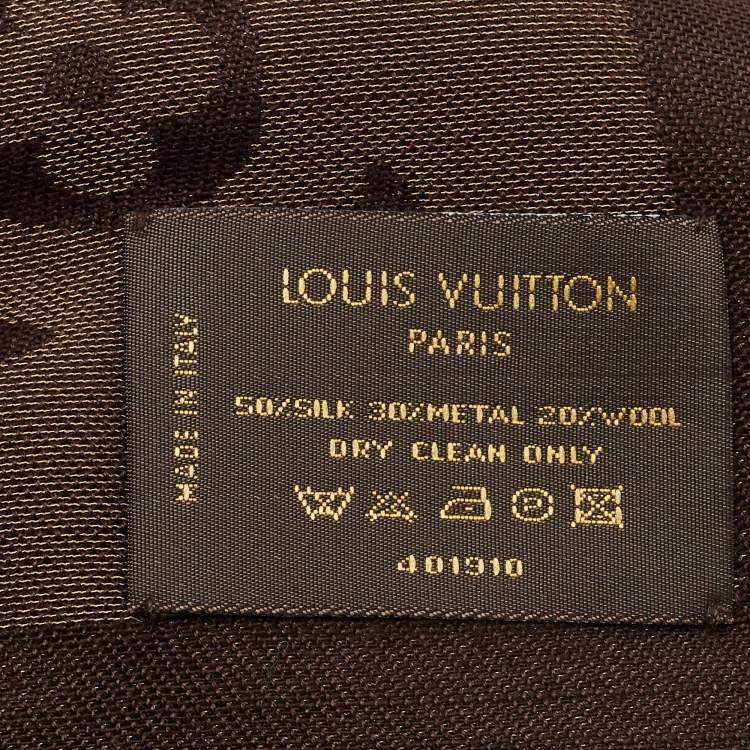 LOUIS VUITTON
PARIS
MADE IN ITALY
50%SILK 30%METAL 20%WOOL
DRY CLEAN ONLY
401910